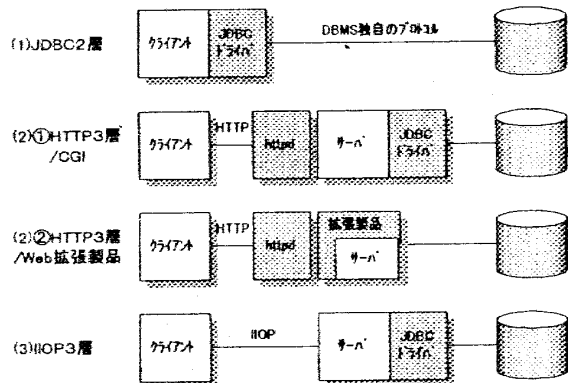 (1)JDBC2層
クライアント
JDBC
ドライバ
DBMS独自のプロトコル
(2)①HTTP3層
/CGI
クライアント
HTTP
httpd
サーバ
JDBC
ドライバ
(2)②HTTP3層
/Web拡張製品
クライアント
HTTP
httpd
拡張製品
サーバ
(3)IIOP3層
クライアント
IIOP
サーバ
JDBC
ドライバ